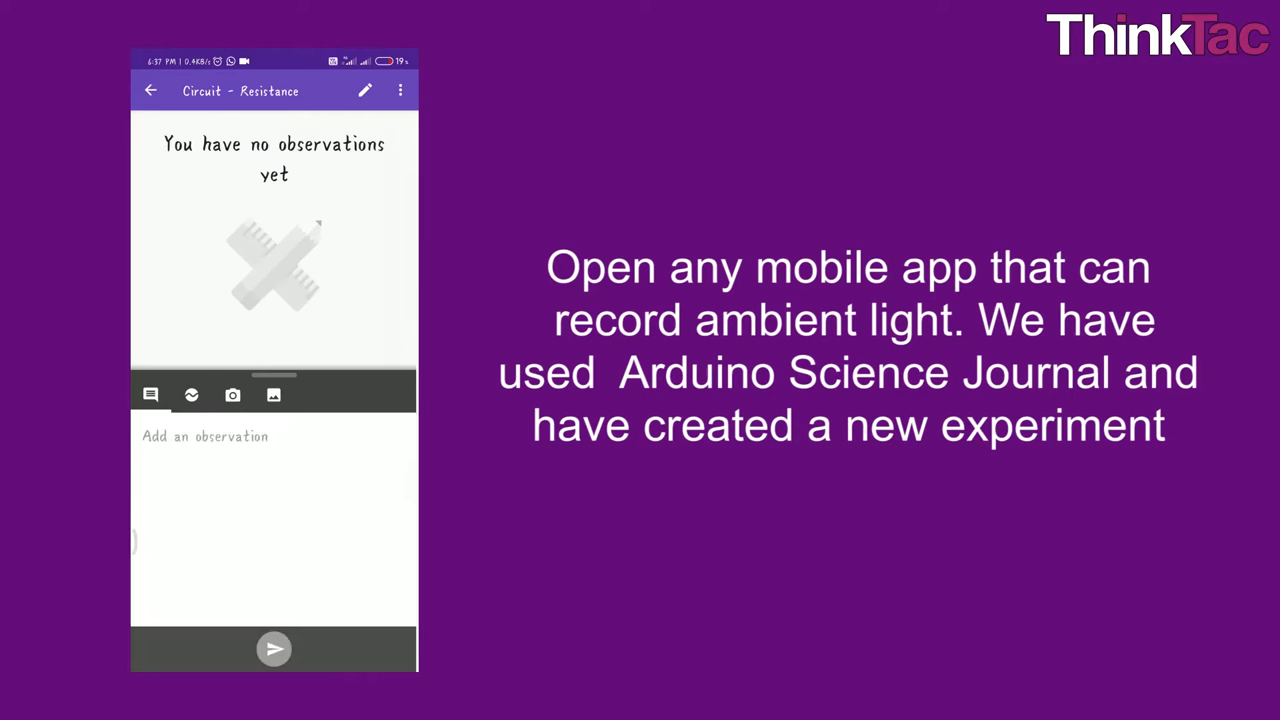 ThinkTac
6:37 PM | 0.4KB/s
19%
Circuit - Resistance
You have no observations
yet
Add an observation
Open any mobile app that can
record ambient light. We have
used Arduino Science Journal and
have created a new experiment